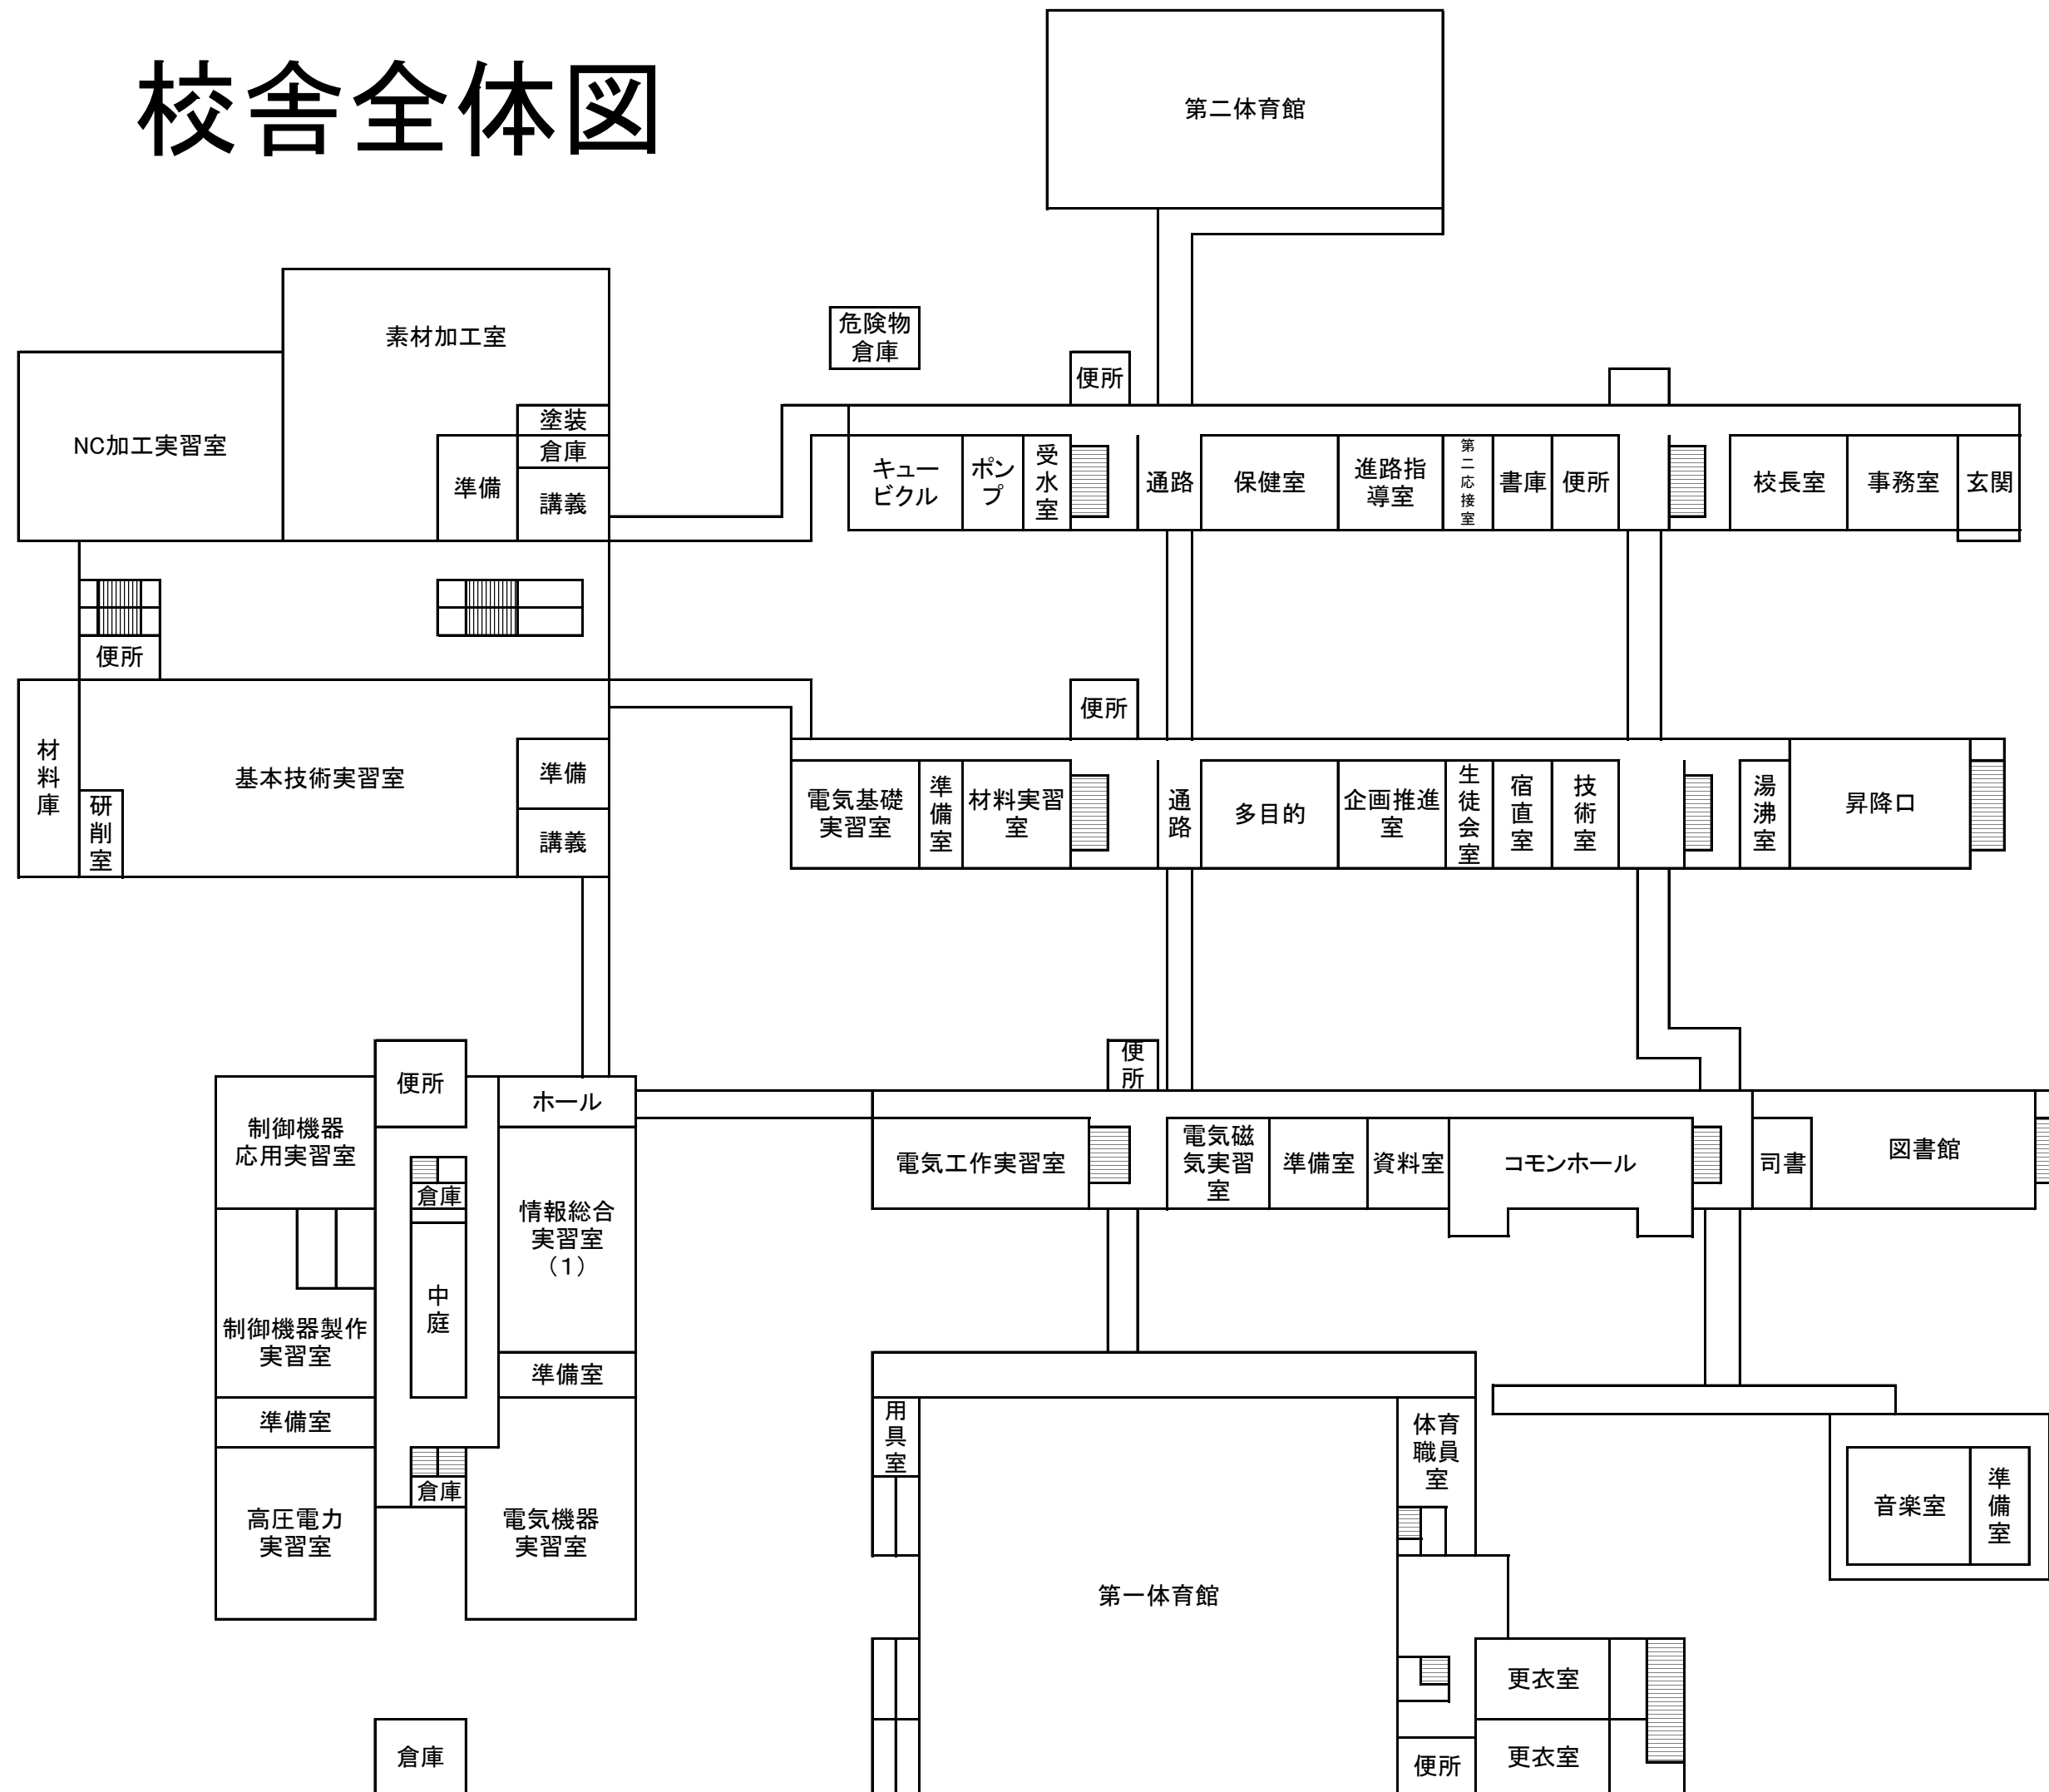 校舎全体図
第二体育館
素材加工室
危険物
倉庫
便所
NC加工実習室
塗装
倉庫
準備
講義
キュー
ビクル
ポン
プ
受
水
室
通路
保健室
進路指
導室
第
二
応
接
室
書庫
便所
校長室
事務室
玄関
便所
便所
材
料
庫
基本技術実習室
研
削
室
準備
講義
電気基礎
実習室
準
備
室
材料実習
室
通
路
多目的
企画推進
室
生
徒
会
室
宿
直
室
技
術
室
湯
沸
室
昇降口
便所
便
所
ホール
制御機器
応用実習室
倉庫
情報総合
実習室
（1）
電気工作実習室
電気磁
気実習
室
準備室
資料室
コモンホール
司書
図書館
中
庭
制御機器製作
実習室
準備室
準備室
用
具
室
体育
職員
室
倉庫
高圧電力
実習室
電気機器
実習室
音楽室
準
備
室
第一体育館
更衣室
倉庫
便所
更衣室